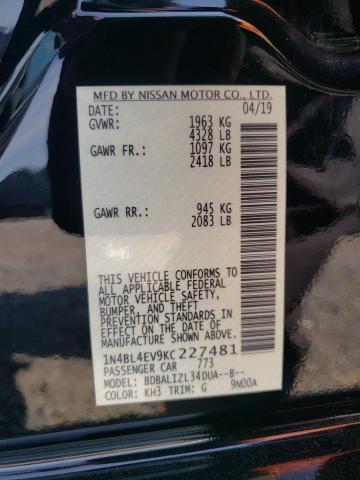 MFD BY NISSAN MOTOR CO., LTD.
DATE: 04/19
GVWR: 1963 KG
4328 LB
GAWR FR.: 1097 KG
2418 LB
GAWR RR.: 945 KG
2083 LB
THIS VEHICLE CONFORMS TO
ALL APPLICABLE FEDERAL
MOTOR VEHICLE SAFETY,
BUMPER, AND THEFT
PREVENTION STANDARDS IN
EFFECT ON THE DATE OF
MANUFACTURE SHOWN ABOVE.
1N4BL4EV9KC227481
PASSENGER CAR 773
MODEL: BDBALIZL34DUA--B--
COLOR: KH3 TRIM: G 9N00A